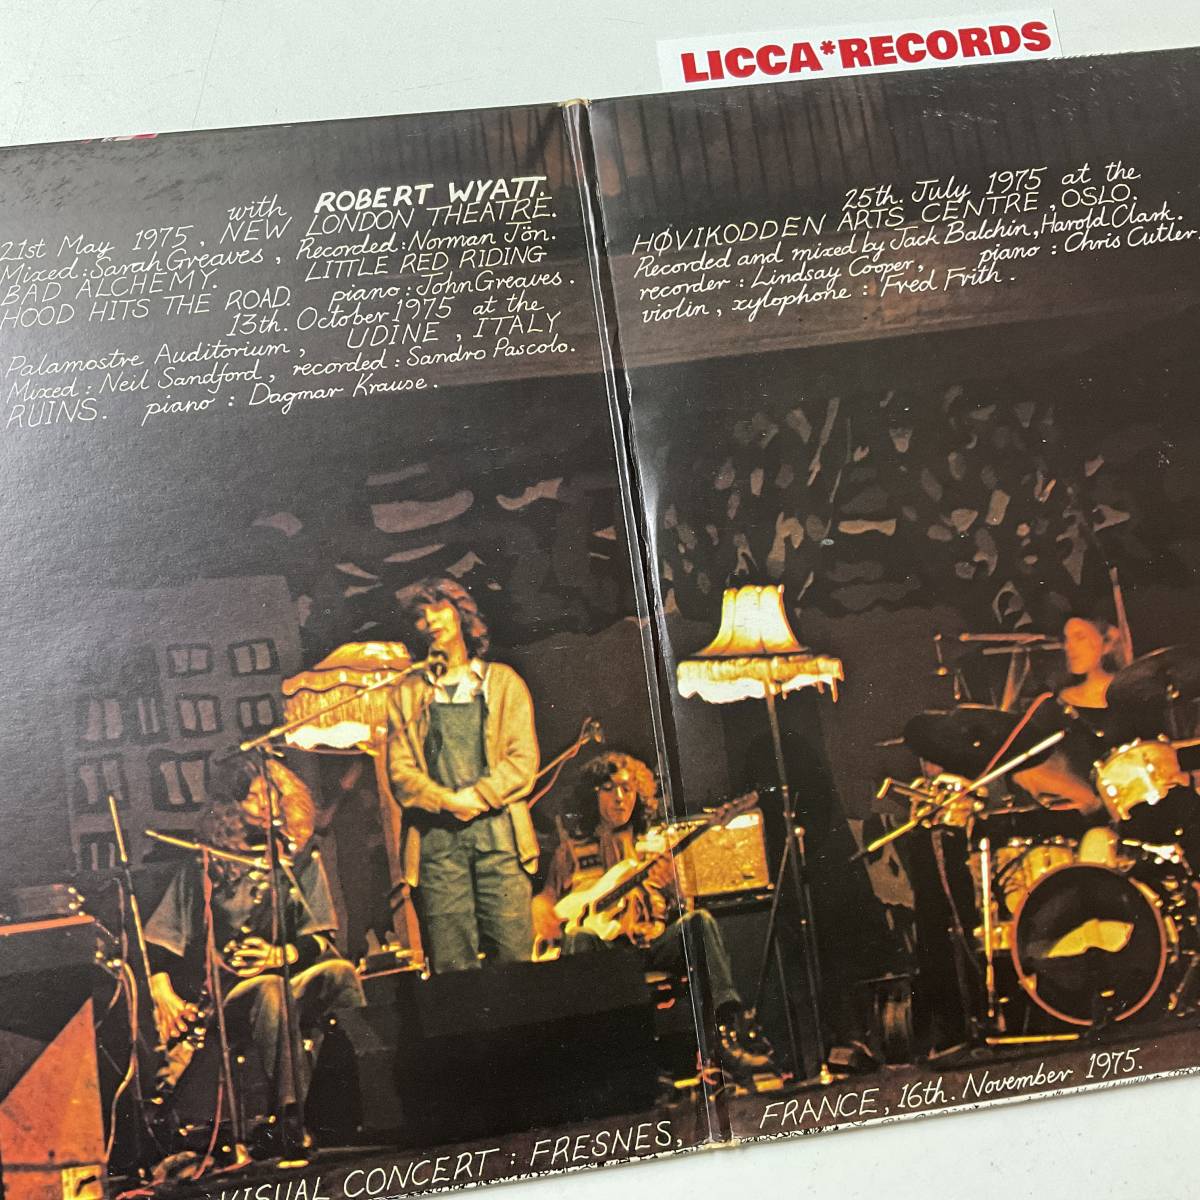 LICCA*RECORDS
with ROBERT WYATT.
21st May 1975, NEW LONDON THEATRE.
Mixed: Sarah Greaves, Recorded: Norman Jön.
BAD ALCHEMY. LITTLE RED RIDING
HOOD HITS THE ROAD. piano: John Greaves.
13th. October 1975 at the
Palamostre Auditorium, UDINE, ITALY
Mixed: Neil Sandford, recorded: Sandro Pascolo.
RUINS. piano: Dagmar Krause.
25th. July 1975 at the
HØVIKODDEN ARTS CENTRE, OSLO.
Recorded and mixed by Jack Balchin, Harold Clark.
recorder: Lindsay Cooper, piano: Chris Cutler,
violin, xylophone: Fred Frith.
VISUAL CONCERT: FRESNES, FRANCE, 16th. November 1975.